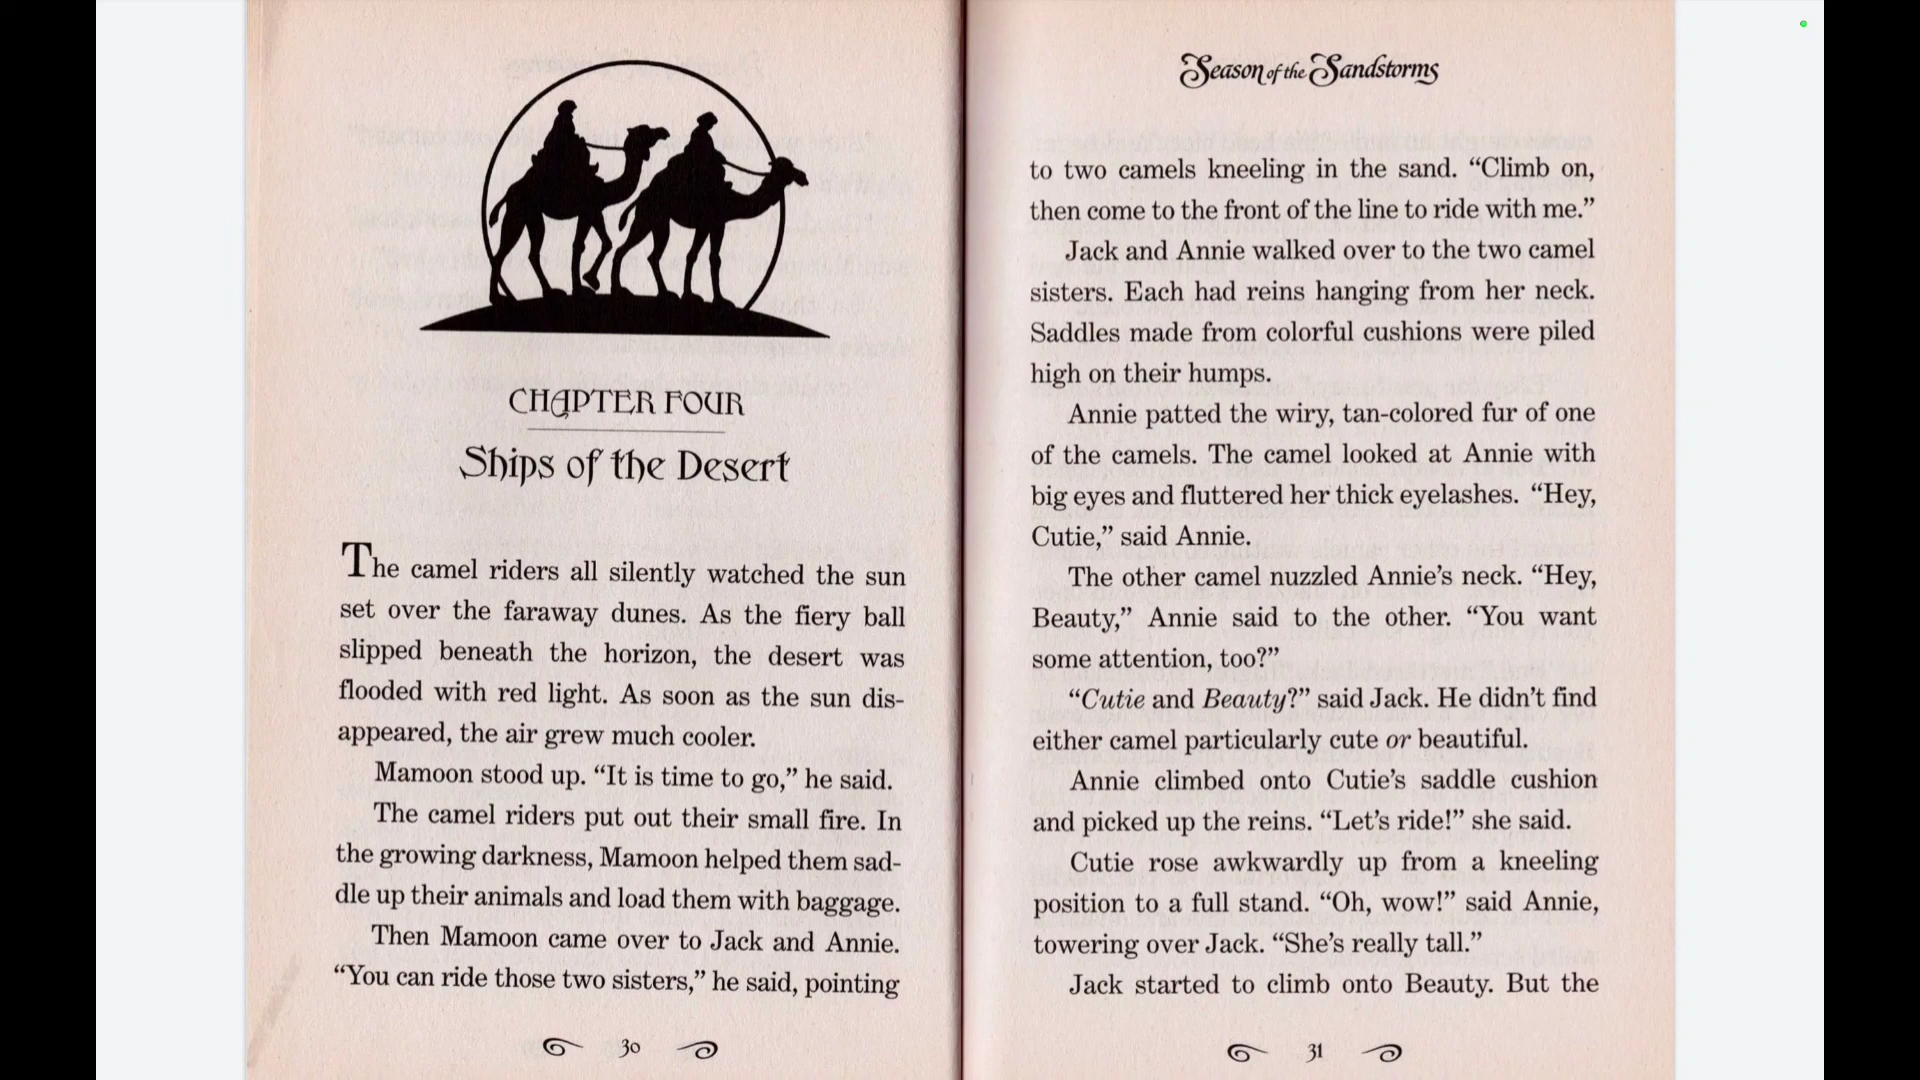 CHAPTER FOUR
Ships of the Desert
The camel riders all silently watched the sun
set over the faraway dunes. As the fiery ball
slipped beneath the horizon, the desert was
flooded with red light. As soon as the sun dis-
appeared, the air grew much cooler.
Mamoon stood up. “It is time to go,” he said.
The camel riders put out their small fire. In
the growing darkness, Mamoon helped them sad-
dle up their animals and load them with baggage.
Then Mamoon came over to Jack and Annie.
“You can ride those two sisters,” he said, pointing
30
Season of the Sandstorms
to two camels kneeling in the sand. “Climb on,
then come to the front of the line to ride with me.”
Jack and Annie walked over to the two camel
sisters. Each had reins hanging from her neck.
Saddles made from colorful cushions were piled
high on their humps.
Annie patted the wiry, tan-colored fur of one
of the camels. The camel looked at Annie with
big eyes and fluttered her thick eyelashes. “Hey,
Cutie,” said Annie.
The other camel nuzzled Annie’s neck. “Hey,
Beauty,” Annie said to the other. “You want
some attention, too?”
“Cutie and Beauty?” said Jack. He didn’t find
either camel particularly cute or beautiful.
Annie climbed onto Cutie’s saddle cushion
and picked up the reins. “Let’s ride!” she said.
Cutie rose awkwardly up from a kneeling
position to a full stand. “Oh, wow!” said Annie,
towering over Jack. “She’s really tall.”
Jack started to climb onto Beauty. But the
31